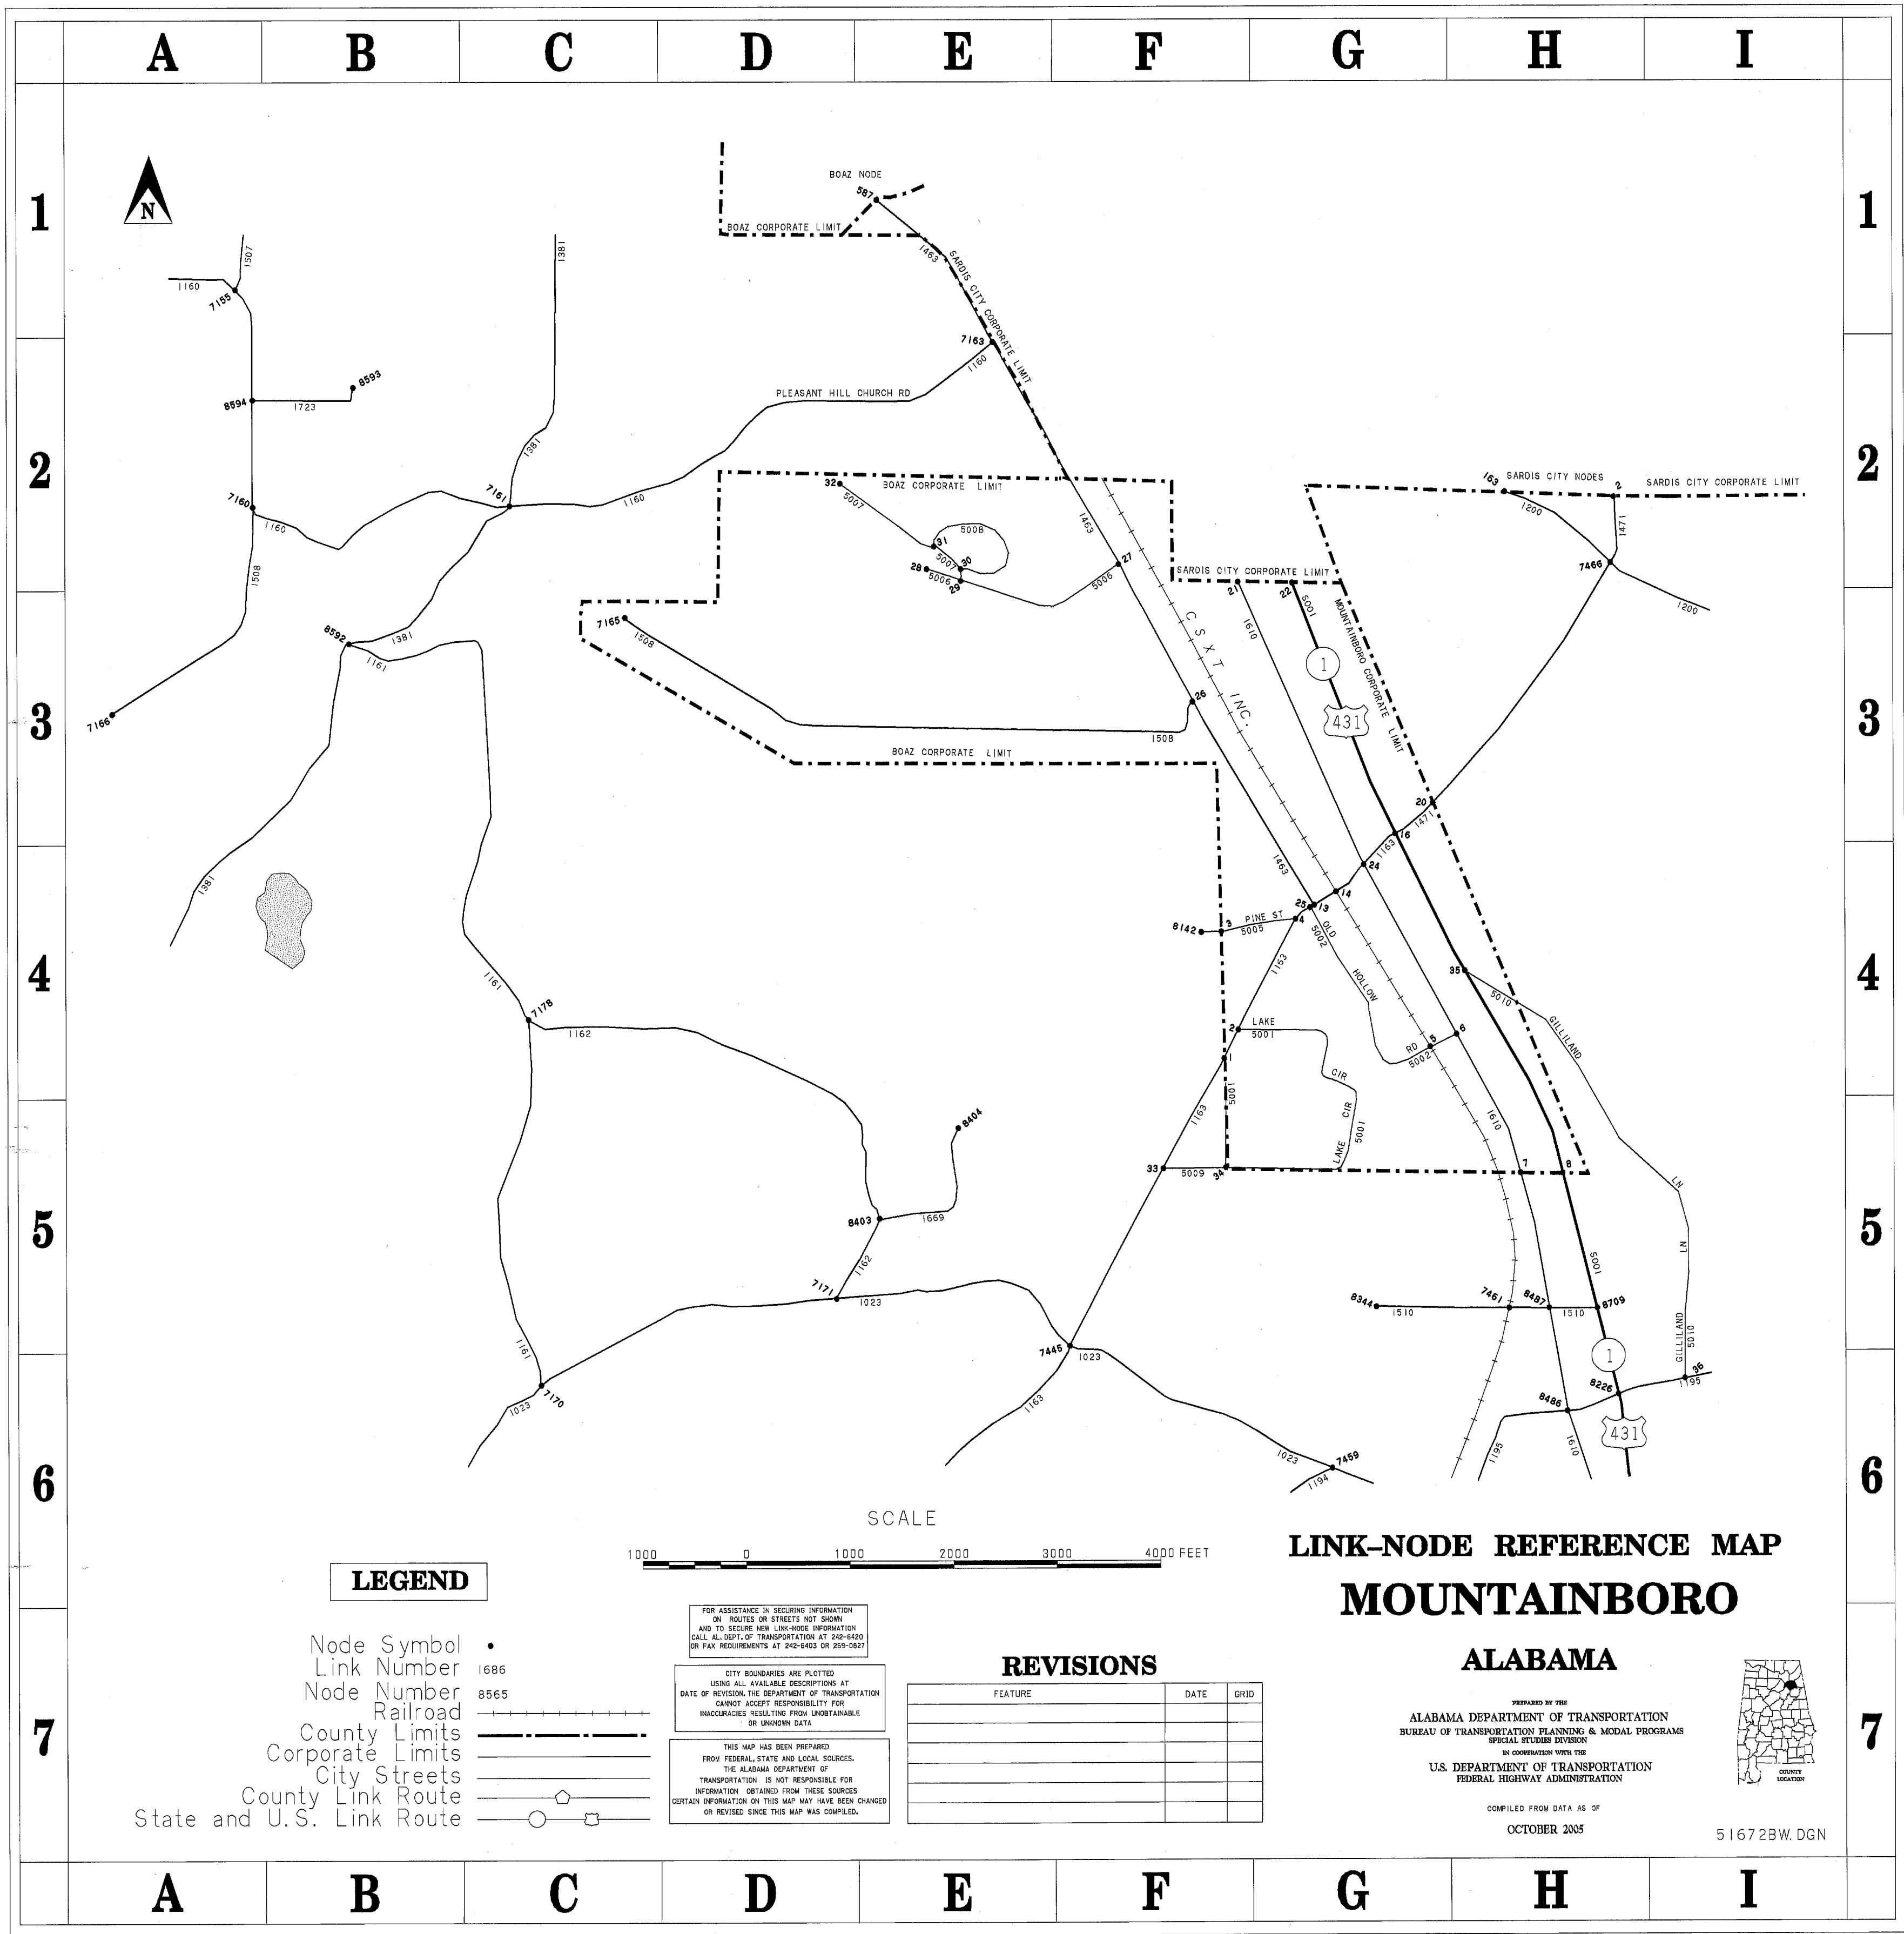 A B C D E F G H I
1
1
N
BOAZ NODE
587
BOAZ CORPORATE LIMIT
1463
SARDIS CITY CORPORATE LIMIT
1507
1160
7155
1381
7163
1160
8593
8594
1723
PLEASANT HILL CHURCH RD
1381
2
2
7160
1160
7161
1160
1508
32
5007
BOAZ CORPORATE LIMIT
5008
31
5007
30
28
5006
29
1463
27
5006
163
SARDIS CITY NODES
2
SARDIS CITY CORPORATE LIMIT
1200
1471
7466
1200
SARDIS CITY CORPORATE LIMIT
21
22
5001
1610
MOUNTAINBORO CORPORATE LIMIT
1
431
C S X T INC.
8592
1381
1161
7165
1508
26
3
3
7166
1508
BOAZ CORPORATE LIMIT
20
1471
16
1163
24
1463
14
1381
25
13
PINE ST
4
8142
3
5005
OLD
5002
HOLLOW
1163
4
4
35
5010
GILLILAND
1161
7178
1162
2
LAKE
5001
6
5
RD
5002
1
CIR
5001
CIR
5001
LAKE
1163
1610
8404
33
5009
34
7
8
LN
8403
1669
5
5
1162
LN
5001
7171
1023
8344
1510
7461
8487
1510
8709
GILLILAND
5010
1161
7445
1023
1
36
1195
8226
7170
1023
1163
8486
431
1195
1610
1023
7459
1194
6
6
SCALE
1000 0 1000 2000 3000 4000 FEET
LINK-NODE REFERENCE MAP
MOUNTAINBORO
ALABAMA
PREPARED BY THE
ALABAMA DEPARTMENT OF TRANSPORTATION
BUREAU OF TRANSPORTATION PLANNING & MODAL PROGRAMS
SPECIAL STUDIES DIVISION
IN COOPERATION WITH THE
U.S. DEPARTMENT OF TRANSPORTATION
FEDERAL HIGHWAY ADMINISTRATION
COMPILED FROM DATA AS OF
OCTOBER 2005
COUNTY
LOCATION
51672BW.DGN
LEGEND
Node Symbol
Link Number 1686
Node Number 8565
Railroad
County Limits
Corporate Limits
City Streets
County Link Route
State and U.S. Link Route
FOR ASSISTANCE IN SECURING INFORMATION
ON ROUTES OR STREETS NOT SHOWN
AND TO SECURE NEW LINK-NODE INFORMATION
CALL AL. DEPT. OF TRANSPORTATION AT 242-6420
OR FAX REQUIREMENTS AT 242-6403 OR 269-0827
CITY BOUNDARIES ARE PLOTTED
USING ALL AVAILABLE DESCRIPTIONS AT
DATE OF REVISION. THE DEPARTMENT OF TRANSPORTATION
CANNOT ACCEPT RESPONSIBILITY FOR
INACCURACIES RESULTING FROM UNOBTAINABLE
OR UNKNOWN DATA
THIS MAP HAS BEEN PREPARED
FROM FEDERAL, STATE AND LOCAL SOURCES.
THE ALABAMA DEPARTMENT OF
TRANSPORTATION IS NOT RESPONSIBLE FOR
INFORMATION OBTAINED FROM THESE SOURCES
CERTAIN INFORMATION ON THIS MAP MAY HAVE BEEN CHANGED
OR REVISED SINCE THIS MAP WAS COMPILED.
REVISIONS
FEATURE DATE GRID
7
7
A B C D E F G H I